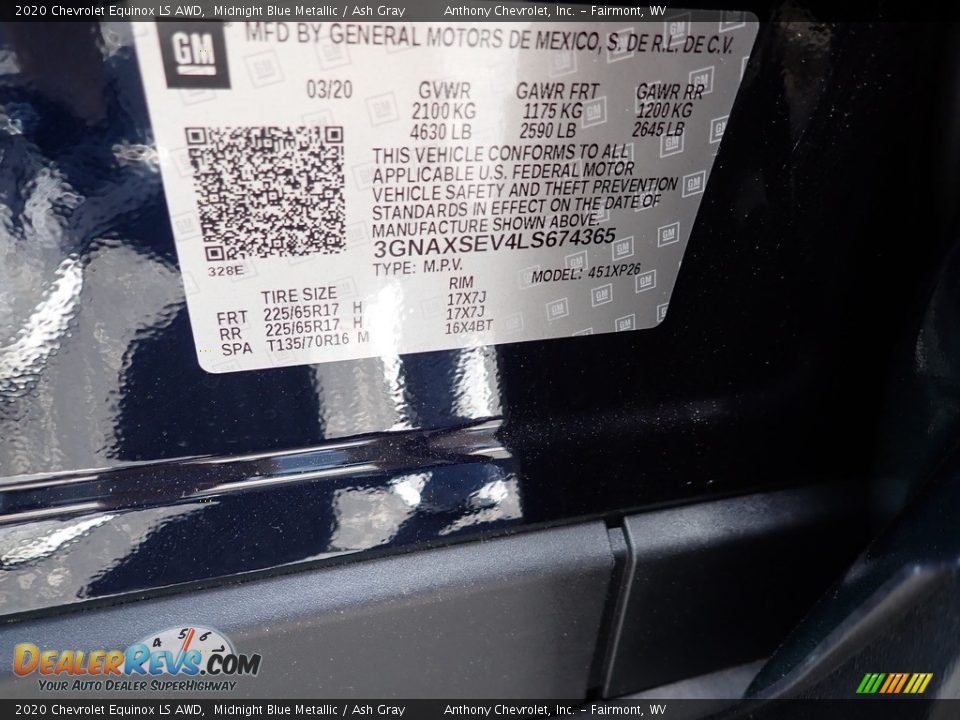 2020 Chevrolet Equinox LS AWD,  Midnight Blue Metallic / Ash Gray  Anthony Chevrolet, Inc. - Fairmont, WV
GM
MFD BY GENERAL MOTORS DE MEXICO, S. DE R.L. DE C.V.
03/20 GVWR GAWR FRT GAWR RR
2100 KG 1175 KG 1200 KG
4630 LB 2590 LB 2645 LB
THIS VEHICLE CONFORMS TO ALL
APPLICABLE U.S. FEDERAL MOTOR
VEHICLE SAFETY AND THEFT PREVENTION
STANDARDS IN EFFECT ON THE DATE OF
MANUFACTURE SHOWN ABOVE.
3GNAXSEV4LS674365
328E
TYPE: M.P.V. MODEL: 451XP26
TIRE SIZE RIM
FRT 225/65R17 H 17X7J
RR 225/65R17 H 17X7J
SPA T135/70R16 M 16X4BT
4 5 6
DEALERREVS.COM
YOUR AUTO DEALER SUPERHIGHWAY
2020 Chevrolet Equinox LS AWD,  Midnight Blue Metallic / Ash Gray  Anthony Chevrolet, Inc. - Fairmont, WV